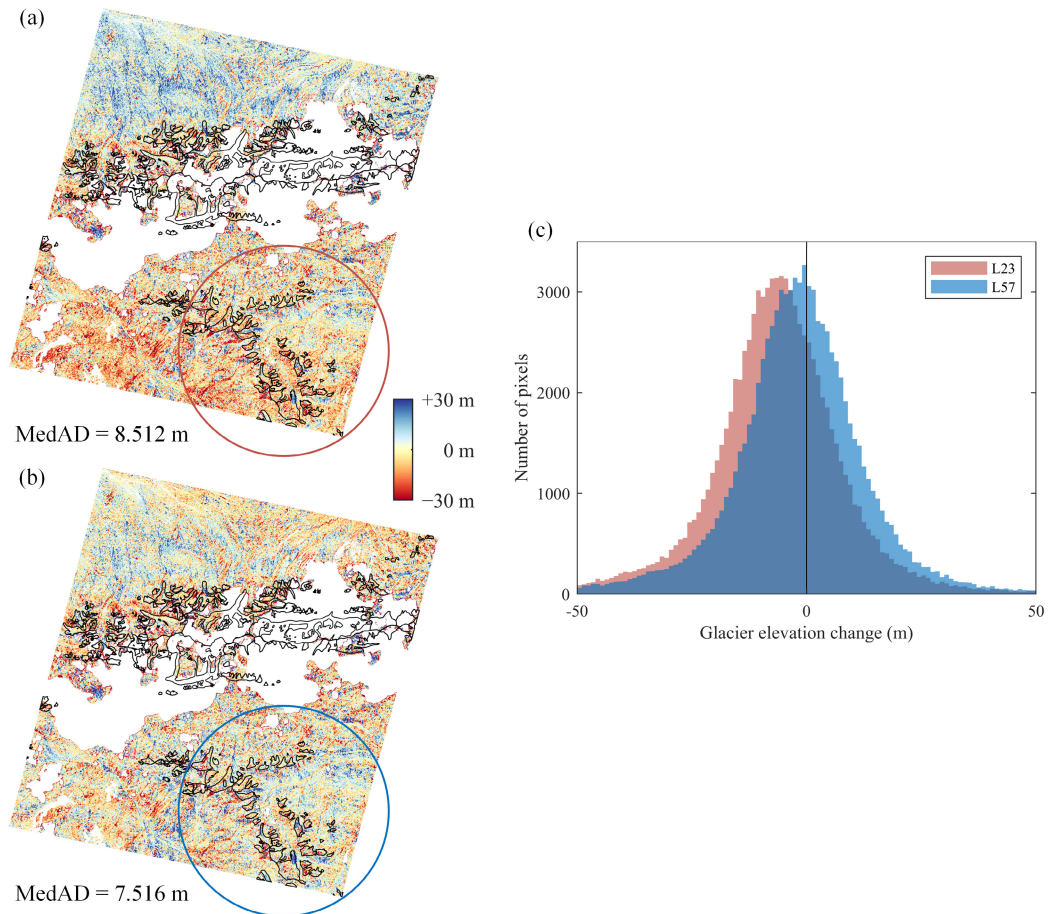 (a)
+30 m
0 m
−30 m
MedAD = 8.512 m
(b)
MedAD = 7.516 m
(c)
L23
L57
3000
2000
1000
0
-50
0
50
Number of pixels
Glacier elevation change (m)